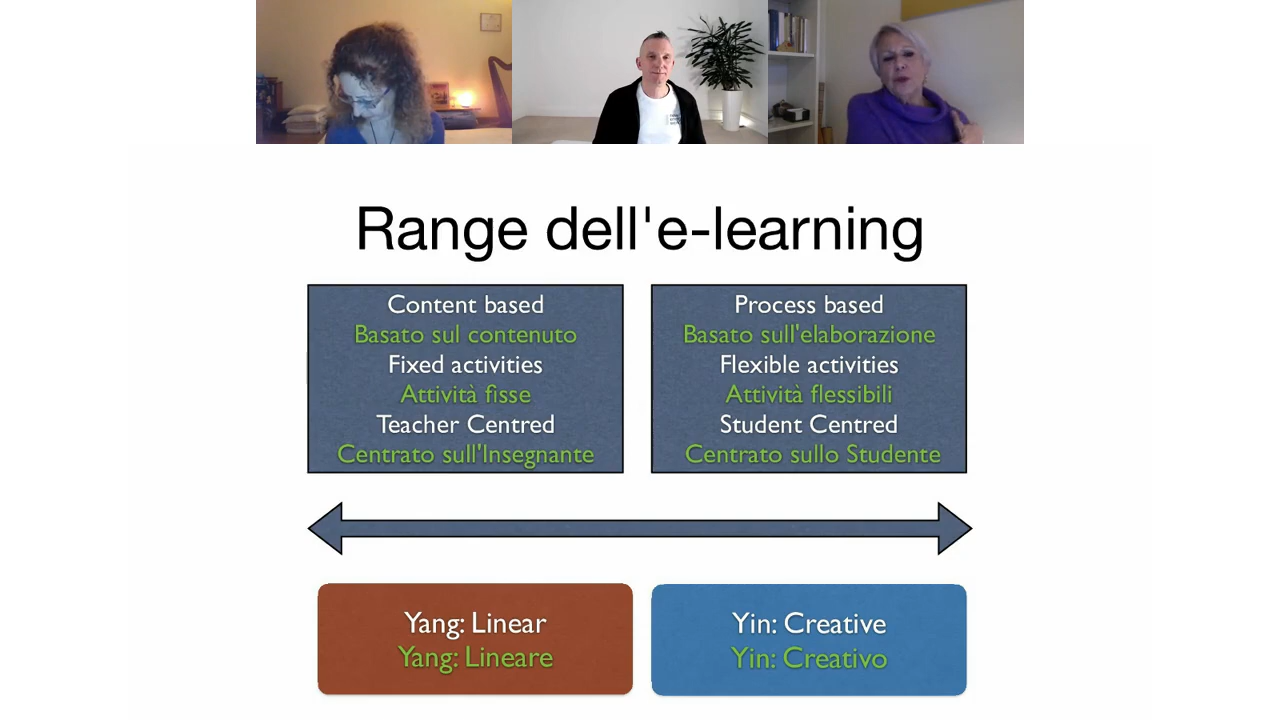 Range dell'e-learning
Content based
Basato sul contenuto
Fixed activities
Attività fisse
Teacher Centred
Centrato sull'Insegnante
Process based
Basato sull'elaborazione
Flexible activities
Attività flessibili
Student Centred
Centrato sullo Studente
Yang: Linear
Yang: Lineare
Yin: Creative
Yin: Creativo